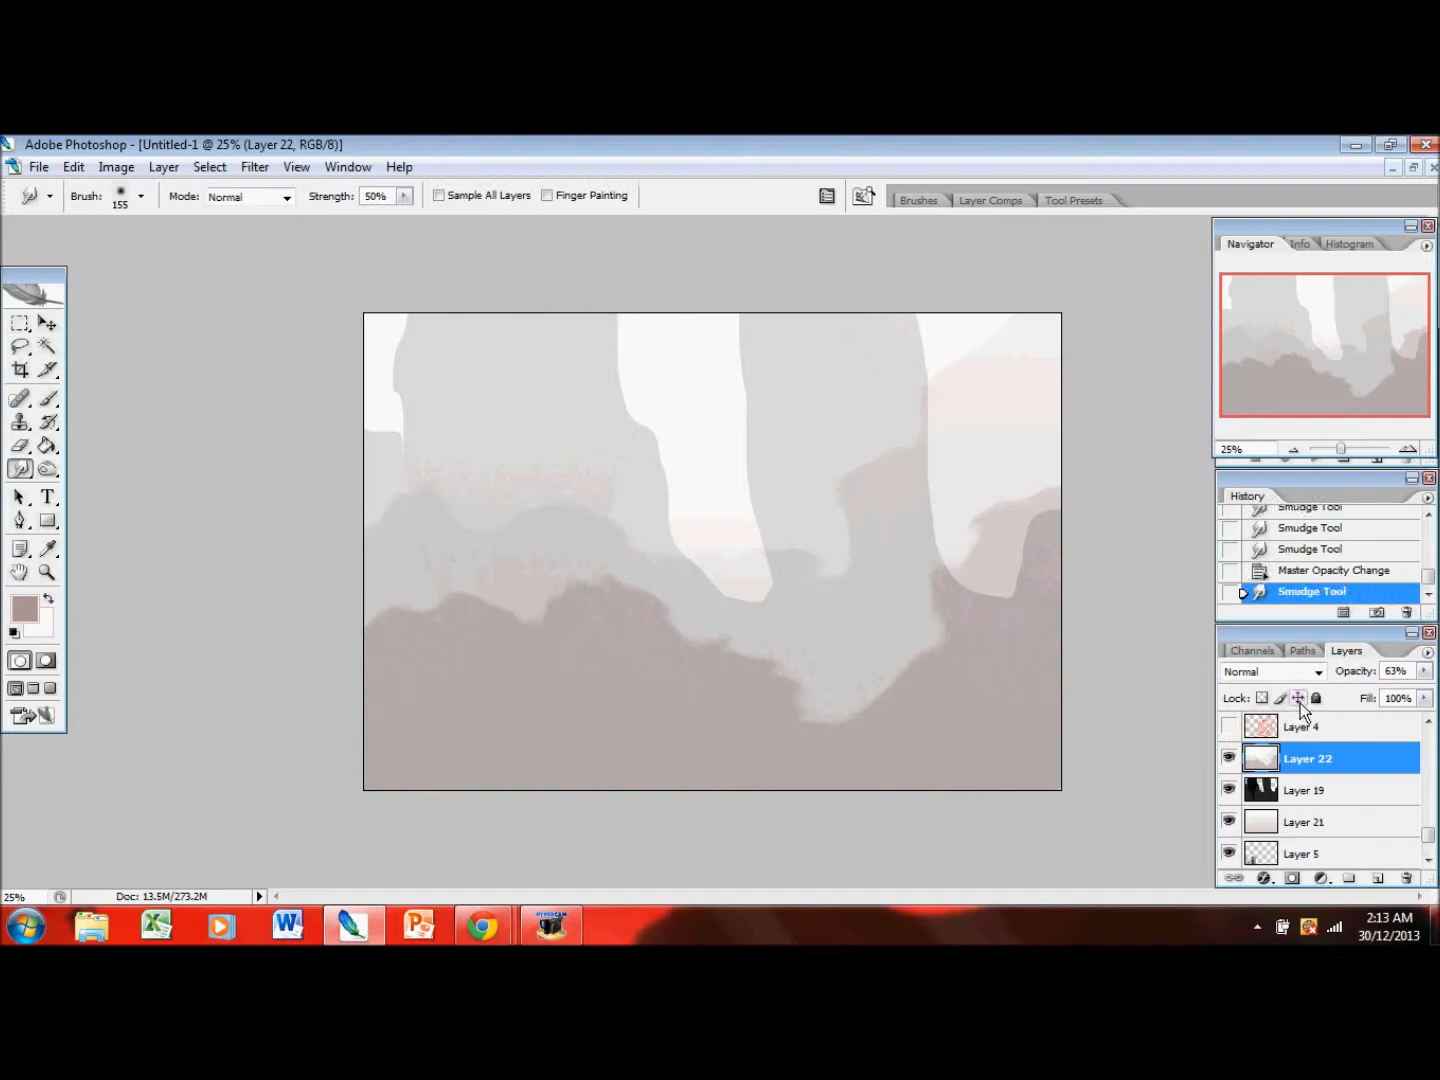 Adobe Photoshop - [Untitled-1 @ 25% (Layer 22, RGB/8)]
File Edit Image Layer Select Filter View Window Help
Brush: 155 Mode: Normal Strength: 50% Sample All Layers Finger Painting Brushes Layer Comps Tool Presets
Navigator Info Histogram
25%
History
Smudge Tool
Smudge Tool
Smudge Tool
Master Opacity Change
Smudge Tool
Channels Paths Layers
Normal Opacity: 63%
Lock: Fill: 100%
Layer 4
Layer 22
Layer 19
Layer 21
Layer 5
25% Doc: 13.5M/273.2M
HYPERCAM
2:13 AM
30/12/2013